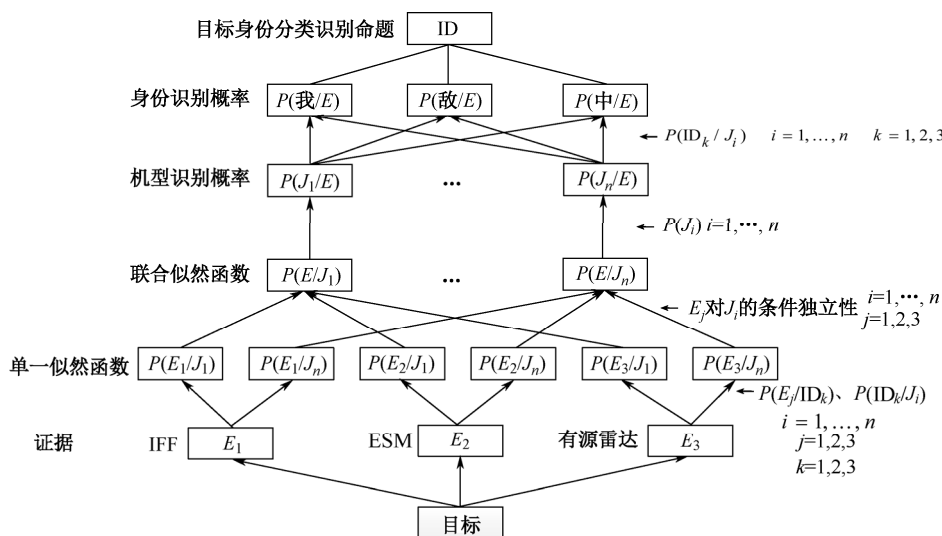 目标身份分类识别命题 ID
身份识别概率 P(我/E) P(敌/E) P(中/E)
P(ID_k / J_i) i = 1,…,n k = 1,2,3
机型识别概率 P(J_1/E) ... P(J_n/E)
P(J_i) i=1,…, n
联合似然函数 P(E/J_1) ... P(E/J_n)
E_j对J_i的条件独立性 i=1,…, n
j=1,2,3
单一似然函数 P(E_1/J_1) P(E_1/J_n) P(E_2/J_1) P(E_2/J_n) P(E_3/J_1) P(E_3/J_n)
P(E_j/ID_k)、P(ID_k/J_i)
i = 1,…,n
j=1,2,3
k=1,2,3
证据 IFF E_1 ESM E_2 有源雷达 E_3
目标